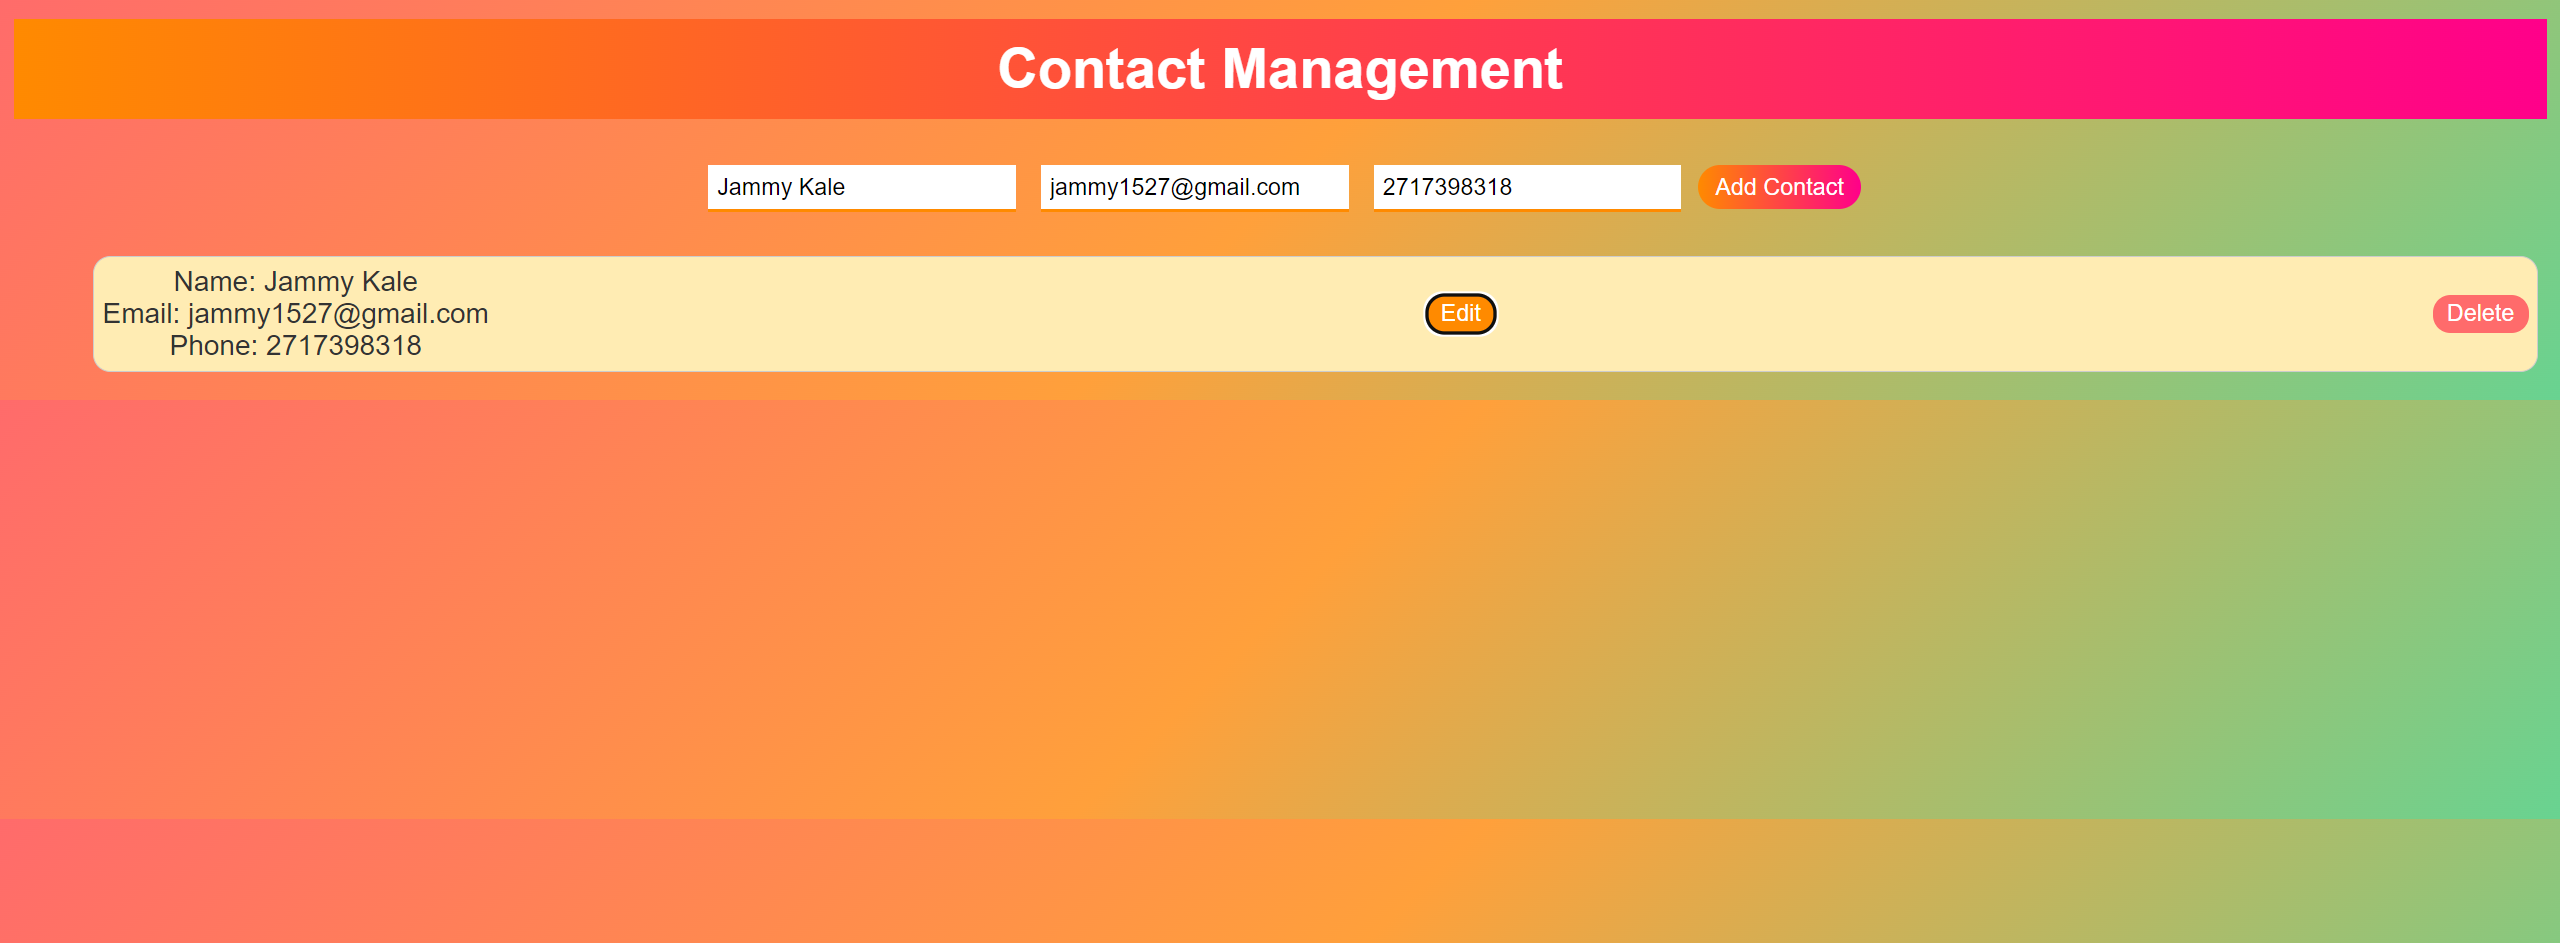 Contact Management
Jammy Kale jammy1527@gmail.com 2717398318 Add Contact
Name: Jammy Kale
Email: jammy1527@gmail.com
Phone: 2717398318
Edit
Delete